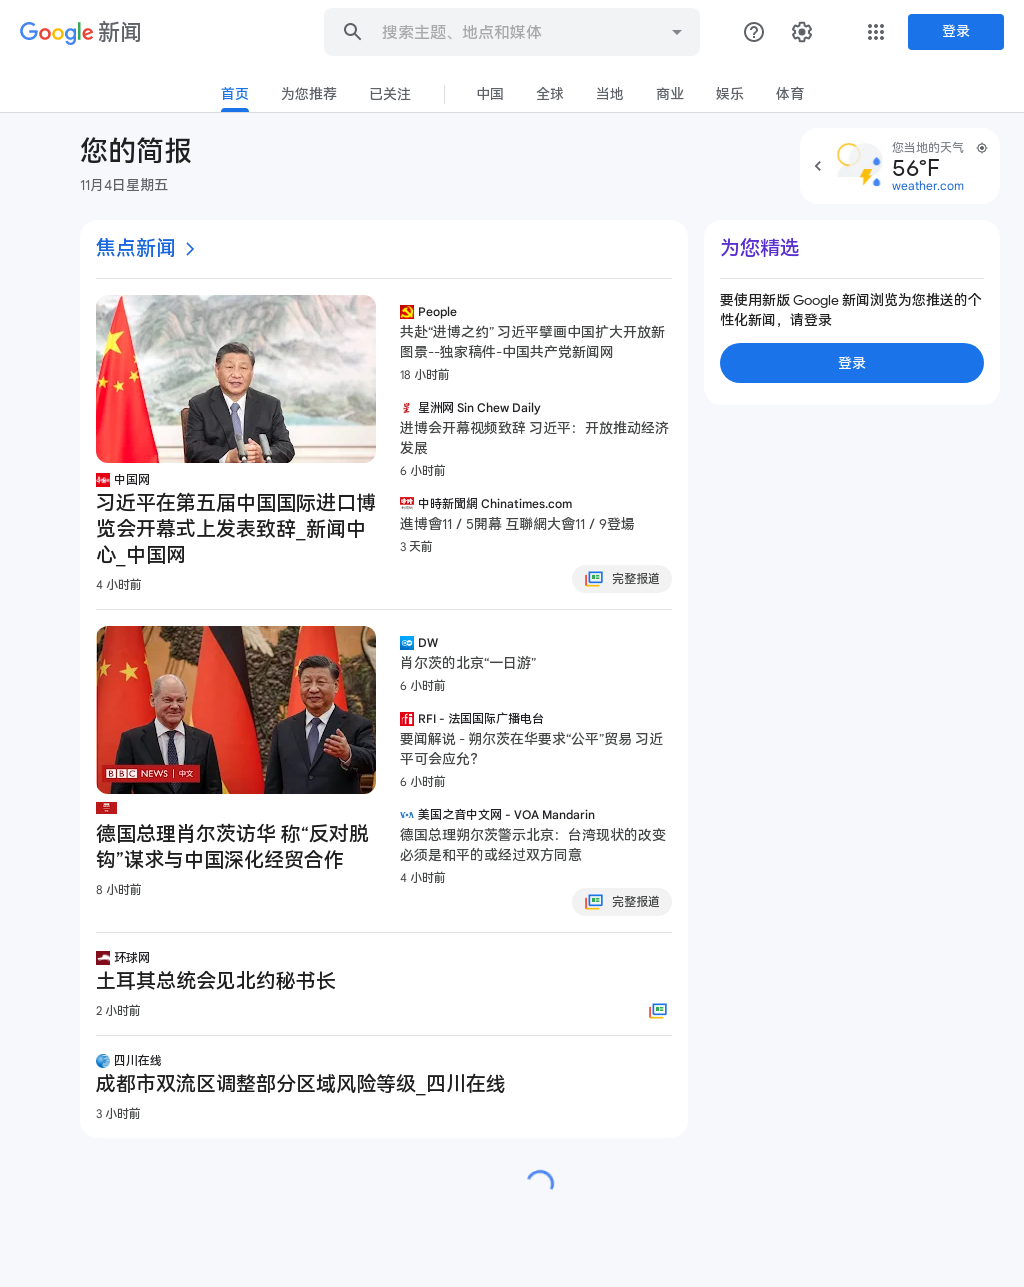 Google 新闻
搜索主题、地点和媒体
登录
首页
为您推荐
已关注
中国
全球
当地
商业
娱乐
体育
您的简报
11月4日星期五
您当地的天气
56°F
weather.com
焦点新闻
中国网
习近平在第五届中国国际进口博
览会开幕式上发表致辞_新闻中
心_中国网
4 小时前
People
共赴“进博之约” 习近平擘画中国扩大开放新
图景--独家稿件-中国共产党新闻网
18 小时前
星洲网 Sin Chew Daily
进博会开幕视频致辞 习近平：开放推动经济
发展
6 小时前
中時新聞網 Chinatimes.com
進博會11／5開幕 互聯網大會11／9登場
3 天前
完整报道
BBC NEWS | 中文
德国总理肖尔茨访华 称“反对脱
钩”谋求与中国深化经贸合作
8 小时前
DW
肖尔茨的北京“一日游”
6 小时前
RFI - 法国国际广播电台
要闻解说 - 朔尔茨在华要求“公平”贸易 习近
平可会应允？
6 小时前
美国之音中文网 - VOA Mandarin
德国总理朔尔茨警示北京：台湾现状的改变
必须是和平的或经过双方同意
4 小时前
完整报道
环球网
土耳其总统会见北约秘书长
2 小时前
四川在线
成都市双流区调整部分区域风险等级_四川在线
3 小时前
为您精选
要使用新版 Google 新闻浏览为您推送的个
性化新闻，请登录
登录